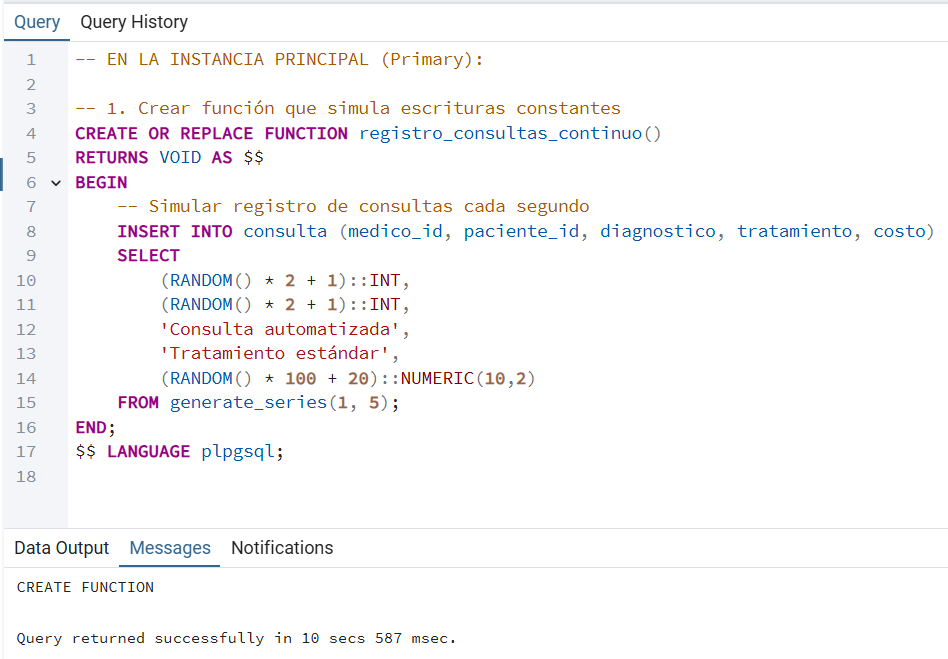 Query Query History
1 -- EN LA INSTANCIA PRINCIPAL (Primary):
2
3 -- 1. Crear función que simula escrituras constantes
4 CREATE OR REPLACE FUNCTION registro_consultas_continuo()
5 RETURNS VOID AS $$
6 BEGIN
7 -- Simular registro de consultas cada segundo
8 INSERT INTO consulta (medico_id, paciente_id, diagnostico, tratamiento, costo)
9 SELECT
10 (RANDOM() * 2 + 1)::INT,
11 (RANDOM() * 2 + 1)::INT,
12 'Consulta automatizada',
13 'Tratamiento estándar',
14 (RANDOM() * 100 + 20)::NUMERIC(10,2)
15 FROM generate_series(1, 5);
16 END;
17 $$ LANGUAGE plpgsql;
18
Data Output Messages Notifications
CREATE FUNCTION
Query returned successfully in 10 secs 587 msec.